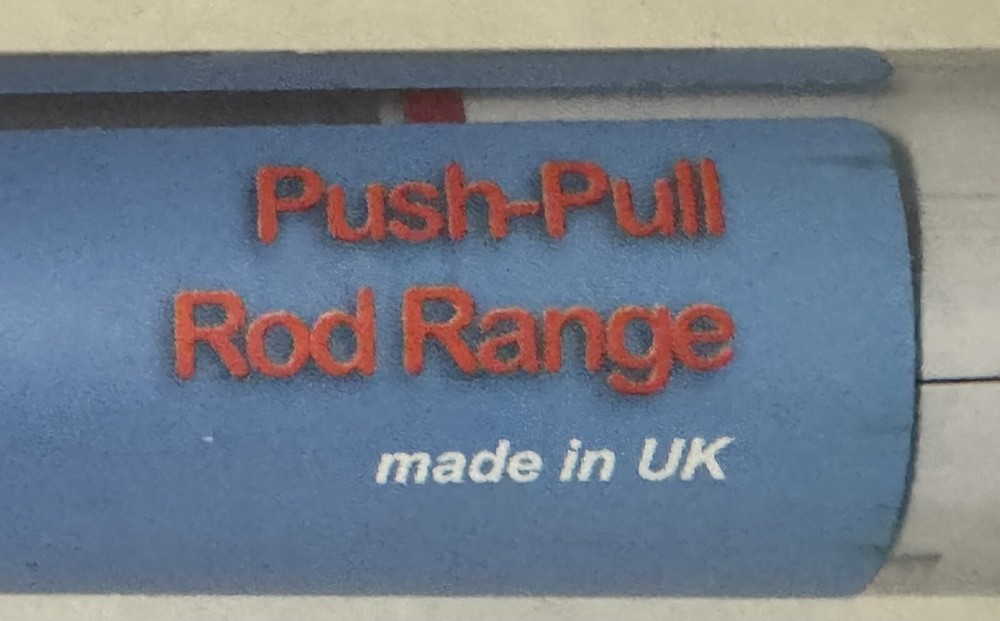 Push-Pull
Rod Range
made in UK